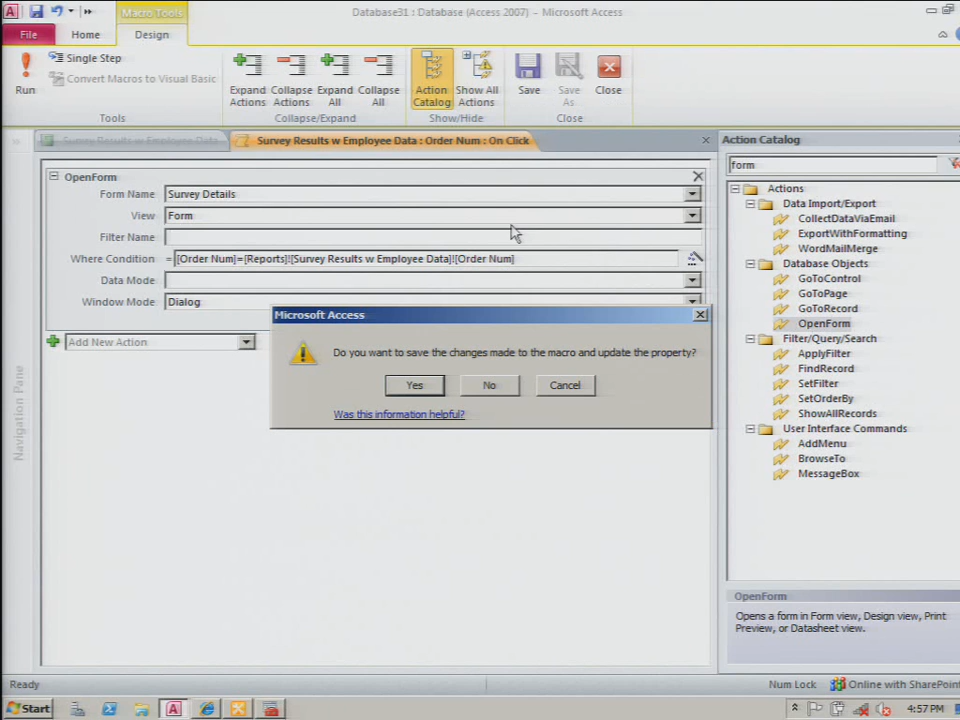 Macro Tools
Database31 : Database (Access 2007) - Microsoft Access
File
Home
Design
Run
Single Step
Convert Macros to Visual Basic
Expand Actions
Collapse Actions
Expand All
Collapse All
Action Catalog
Show All Actions
Save
Save As
Close
Tools
Collapse/Expand
Show/Hide
Close
Survey Results w Employee Data
Survey Results w Employee Data : Order Num : On Click
Action Catalog
OpenForm
Form Name
Survey Details
View
Form
Filter Name
Where Condition
= [Order Num]=[Reports]![Survey Results w Employee Data]![Order Num]
Data Mode
Window Mode
Dialog
Add New Action
Navigation Pane
Microsoft Access
Do you want to save the changes made to the macro and update the property?
Yes
No
Cancel
Was this information helpful?
form
Actions
Data Import/Export
CollectDataViaEmail
ExportWithFormatting
WordMailMerge
Database Objects
GoToControl
GoToPage
GoToRecord
OpenForm
Filter/Query/Search
ApplyFilter
FindRecord
SetFilter
SetOrderBy
ShowAllRecords
User Interface Commands
AddMenu
BrowseTo
MessageBox
OpenForm
Opens a form in Form view, Design view, Print
Preview, or Datasheet view.
Ready
Num Lock
Online with SharePoint
Start
4:57 PM